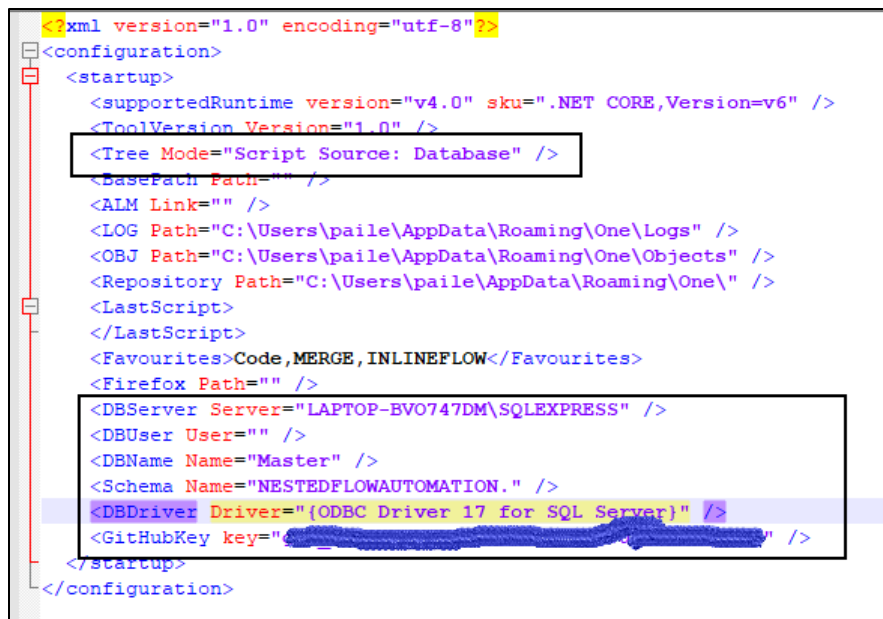 <?xml version="1.0" encoding="utf-8"?>
<configuration>
<startup>
<supportedRuntime version="v4.0" sku=".NET CORE,Version=v6" />
<ToolVersion Version="1.0" />
<Tree Mode="Script Source: Database" />
<BasePath Path="" />
<ALM Link="" />
<LOG Path="C:\Users\paile\AppData\Roaming\One\Logs" />
<OBJ Path="C:\Users\paile\AppData\Roaming\One\Objects" />
<Repository Path="C:\Users\paile\AppData\Roaming\One\" />
<LastScript>
</LastScript>
<Favourites>Code,MERGE,INLINEFLOW</Favourites>
<Firefox Path="" />
<DBServer Server="LAPTOP-BVO747DM\SQLEXPRESS" />
<DBUser User="" />
<DBName Name="Master" />
<Schema Name="NESTEDFLOWAUTOMATION." />
<DBDriver Driver="{ODBC Driver 17 for SQL Server}" />
<GitHubKey key=" " />
</startup>
</configuration>